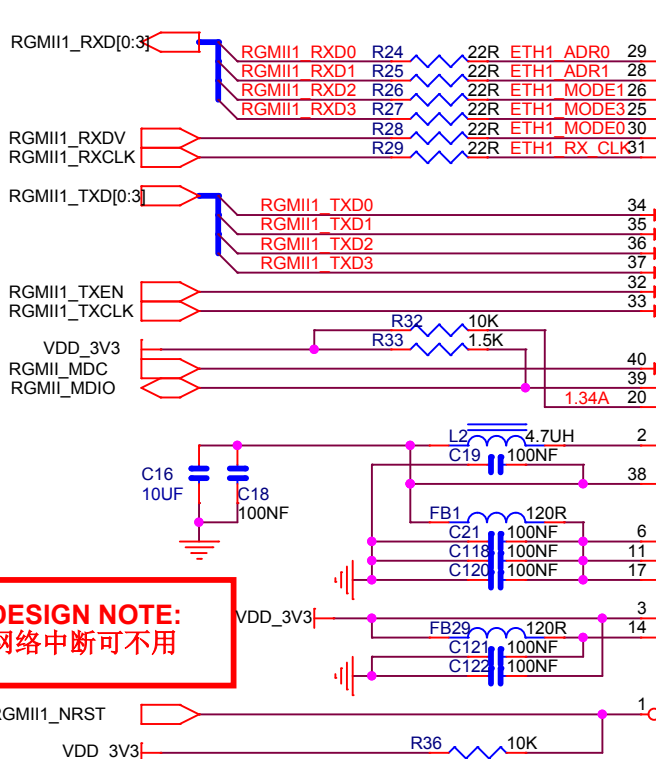 RGMII1_RXD[0:3]
RGMII1_RXD0 R24 22R ETH1_ADR0 29
RGMII1_RXD1 R25 22R ETH1_ADR1 28
RGMII1_RXD2 R26 22R ETH1_MODE1 26
RGMII1_RXD3 R27 22R ETH1_MODE3 25
RGMII1_RXDV R28 22R ETH1_MODE0 30
RGMII1_RXCLK R29 22R ETH1_RX_CLK 31
RGMII1_TXD[0:3]
RGMII1_TXD0 34
RGMII1_TXD1 35
RGMII1_TXD2 36
RGMII1_TXD3 37
RGMII1_TXEN 32
RGMII1_TXCLK 33
R32 10K
VDD_3V3 R33 1.5K
RGMII_MDC 40
RGMII_MDIO 39
1.34A 20
L2 4.7UH 2
C19 100NF
C16 38
10UF C18
100NF
FB1 120R
C21 100NF 6
C118 100NF 11
C120 100NF 17
DESIGN NOTE:
网络中断可不用
VDD_3V3 3
FB29 120R 14
C121 100NF
C122 100NF
RGMII1_NRST 1
VDD_3V3 R36 10K